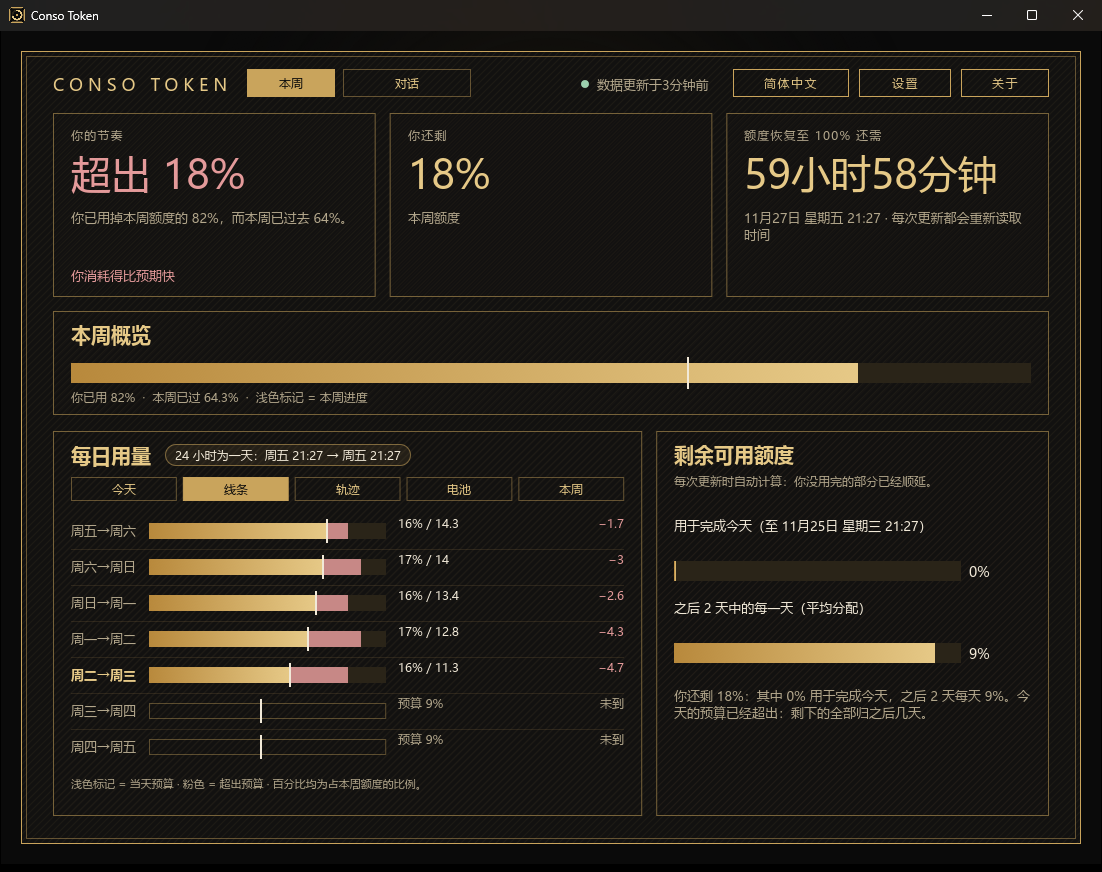 Conso Token
CONSO TOKEN
本周
对话
数据更新于3分钟前
简体中文
设置
关于
你的节奏
超出 18%
你已用掉本周额度的 82%，而本周已过去 64%。
你消耗得比预期快
你还剩
18%
本周额度
额度恢复至 100% 还需
59小时58分钟
11月27日 星期五 21:27 · 每次更新都会重新读取
时间
本周概览
你已用 82% · 本周已过 64.3% · 浅色标记 = 本周进度
每日用量
24 小时为一天：周五 21:27 → 周五 21:27
今天
线条
轨迹
电池
本周
周五→周六 16% / 14.3 −1.7
周六→周日 17% / 14 −3
周日→周一 16% / 13.4 −2.6
周一→周二 17% / 12.8 −4.3
周二→周三 16% / 11.3 −4.7
周三→周四 预算 9% 未到
周四→周五 预算 9% 未到
浅色标记 = 当天预算 · 粉色 = 超出预算 · 百分比均为占本周额度的比例。
剩余可用额度
每次更新时自动计算：你没用完的部分已经顺延。
用于完成今天（至 11月25日 星期三 21:27）
0%
之后 2 天中的每一天（平均分配）
9%
你还剩 18%：其中 0% 用于完成今天，之后 2 天每天 9%。今
天的预算已经超出：剩下的全部归之后几天。